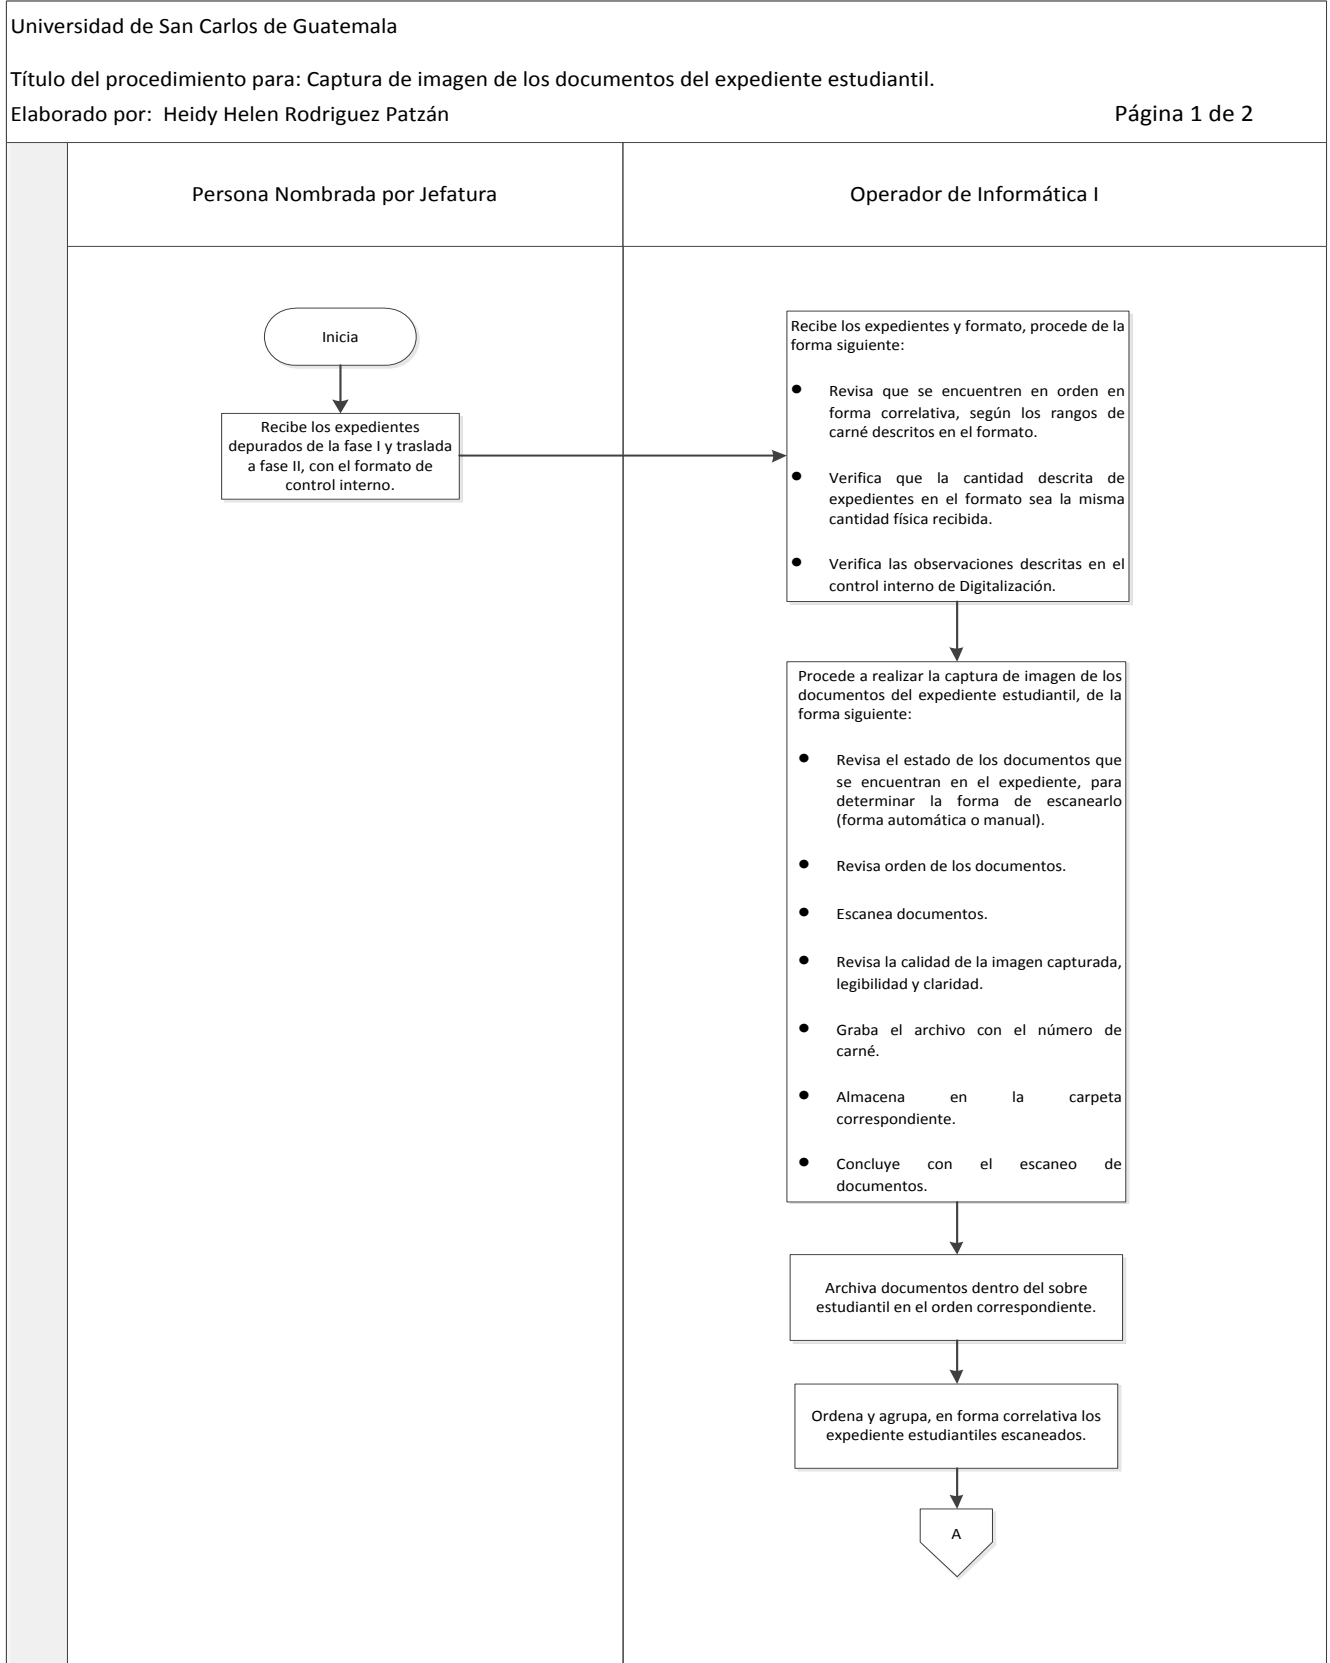 Universidad de San Carlos de Guatemala
Título del procedimiento para: Captura de imagen de los documentos del expediente estudiantil.
Elaborado por: Heidy Helen Rodriguez Patzán
Página 1 de 2
Persona Nombrada por Jefatura
Operador de Informática I
Inicia
Recibe los expedientes
depurados de la fase I y traslada
a fase II, con el formato de
control interno.
Recibe los expedientes y formato, procede de la
forma siguiente:
● Revisa que se encuentren en orden en
forma correlativa, según los rangos de
carné descritos en el formato.
● Verifica que la cantidad descrita de
expedientes en el formato sea la misma
cantidad física recibida.
● Verifica las observaciones descritas en el
control interno de Digitalización.
Procede a realizar la captura de imagen de los
documentos del expediente estudiantil, de la
forma siguiente:
● Revisa el estado de los documentos que
se encuentran en el expediente, para
determinar la forma de escanearlo
(forma automática o manual).
● Revisa orden de los documentos.
● Escanea documentos.
● Revisa la calidad de la imagen capturada,
legibilidad y claridad.
● Graba el archivo con el número de
carné.
● Almacena en la carpeta
correspondiente.
● Concluye con el escaneo de
documentos.
Archiva documentos dentro del sobre
estudiantil en el orden correspondiente.
Ordena y agrupa, en forma correlativa los
expediente estudiantiles escaneados.
A